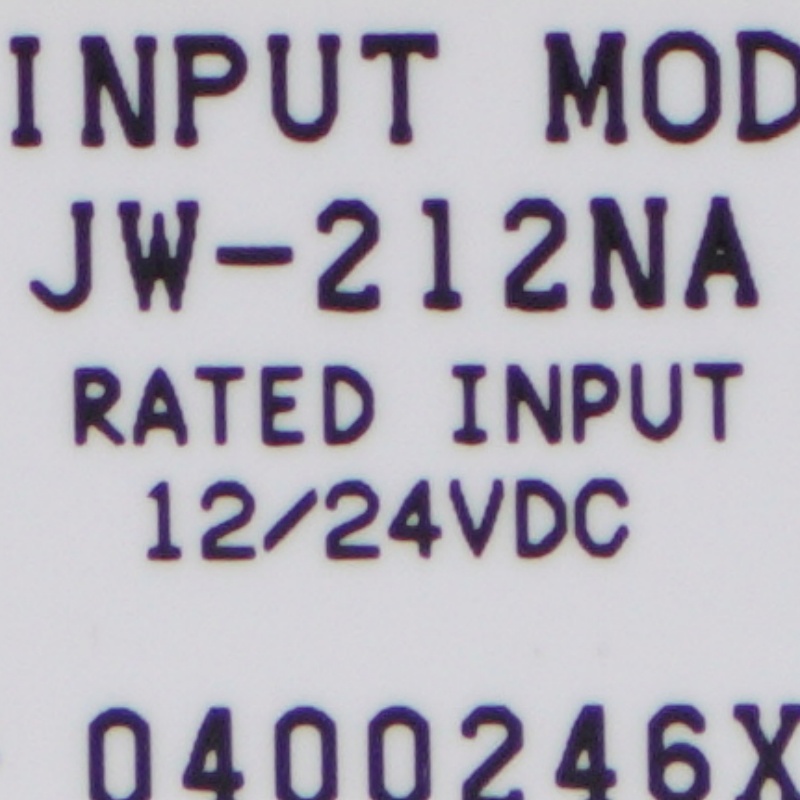 INPUT MOD
JW-212NA
RATED INPUT
12/24VDC
0400246X